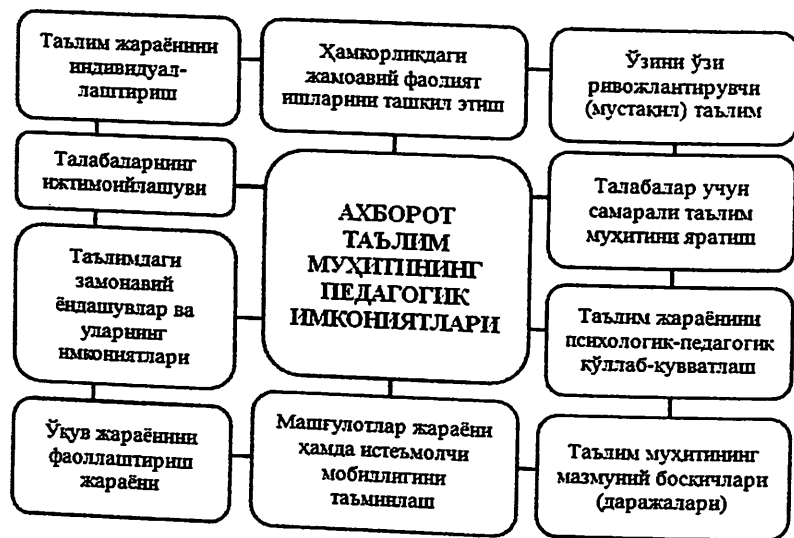 Таълим жараёнини
индивидуал-
лаштириш
Ҳамкорликдаги
жамоавий фаолият
ишларини ташкил этиш
Ўзини ўзи
ривожлантирувчи
(мустақил) таълим
Талабаларнинг
ижтимоийлашуви
АХБОРОТ
ТАЪЛИМ
МУҲИТИНИНГ
ПЕДАГОГИК
ИМКОНИЯТЛАРИ
Талабалар учун
самарали таълим
муҳитини яратиш
Таълимдаги
замонавий
ёндашувлар ва
уларнинг
имкониятлари
Таълим жараёнини
психологик-педагогик
қўллаб-қувватлаш
Ўқув жараёнини
фаоллаштириш
жараёни
Машғулотлар жараёни
ҳамда истеъмолчи
мобиллигини
таъминлаш
Таълим муҳитининг
мазмуний босқичлари
(даражалари)